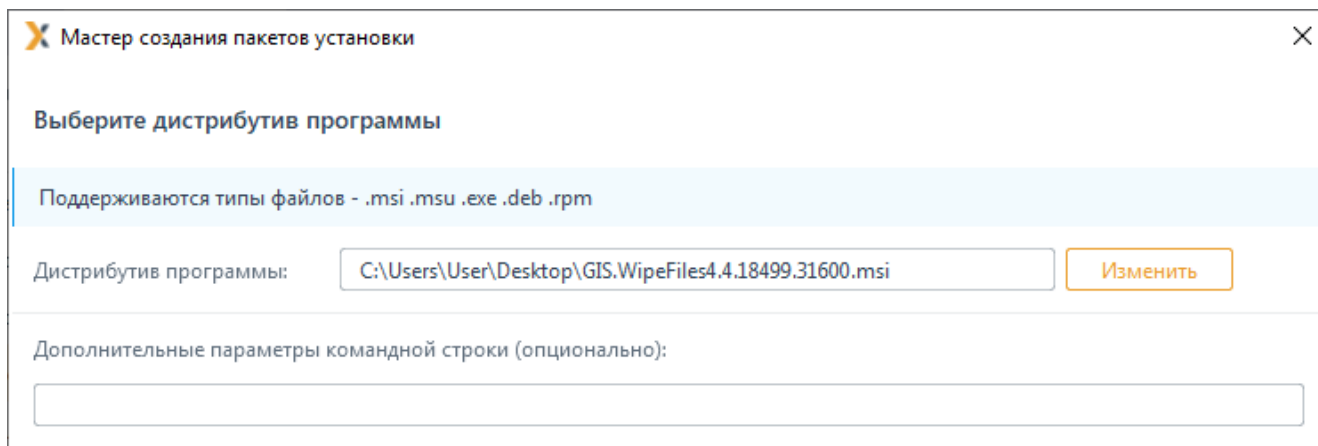 Мастер создания пакетов установки
Выберите дистрибутив программы
Поддерживаются типы файлов - .msi .msu .exe .deb .rpm
Дистрибутив программы: C:\Users\User\Desktop\GIS.WipeFiles4.4.18499.31600.msi Изменить
Дополнительные параметры командной строки (опционально):